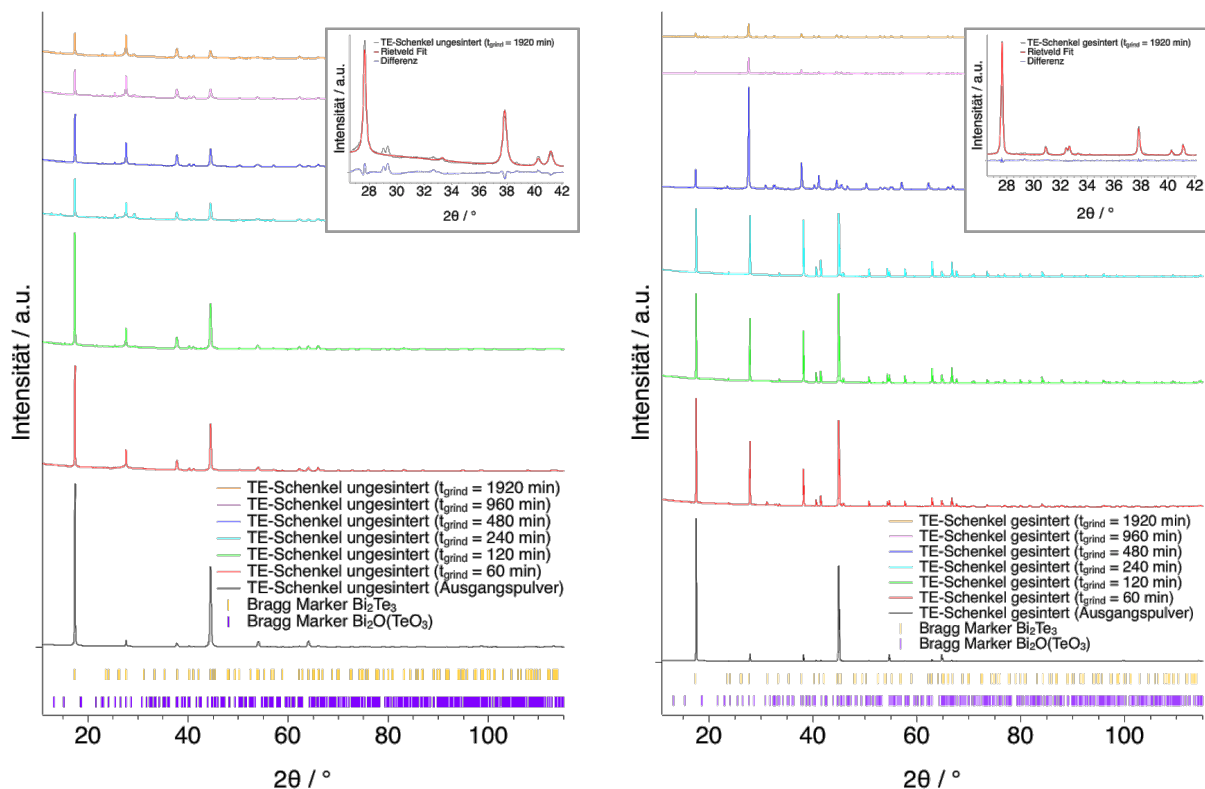 TE-Schenkel ungesintert (tgrind = 1920 min)
Rietveld Fit
Differenz
Intensität / a.u.
28 30 32 34 36 38 40 42
2θ / °
Intensität / a.u.
TE-Schenkel ungesintert (tgrind = 1920 min)
TE-Schenkel ungesintert (tgrind = 960 min)
TE-Schenkel ungesintert (tgrind = 480 min)
TE-Schenkel ungesintert (tgrind = 240 min)
TE-Schenkel ungesintert (tgrind = 120 min)
TE-Schenkel ungesintert (tgrind = 60 min)
TE-Schenkel ungesintert (Ausgangspulver)
Bragg Marker Bi2Te3
Bragg Marker Bi2O(TeO3)
20 40 60 80 100
2θ / °
TE-Schenkel gesintert (tgrind = 1920 min)
Rietveld Fit
Differenz
Intensität / a.u.
28 30 32 34 36 38 40 42
2θ / °
Intensität / a.u.
TE-Schenkel gesintert (tgrind = 1920 min)
TE-Schenkel gesintert (tgrind = 960 min)
TE-Schenkel gesintert (tgrind = 480 min)
TE-Schenkel gesintert (tgrind = 240 min)
TE-Schenkel gesintert (tgrind = 120 min)
TE-Schenkel gesintert (tgrind = 60 min)
TE-Schenkel gesintert (Ausgangspulver)
Bragg Marker Bi2Te3
Bragg Marker Bi2O(TeO3)
20 40 60 80 100
2θ / °